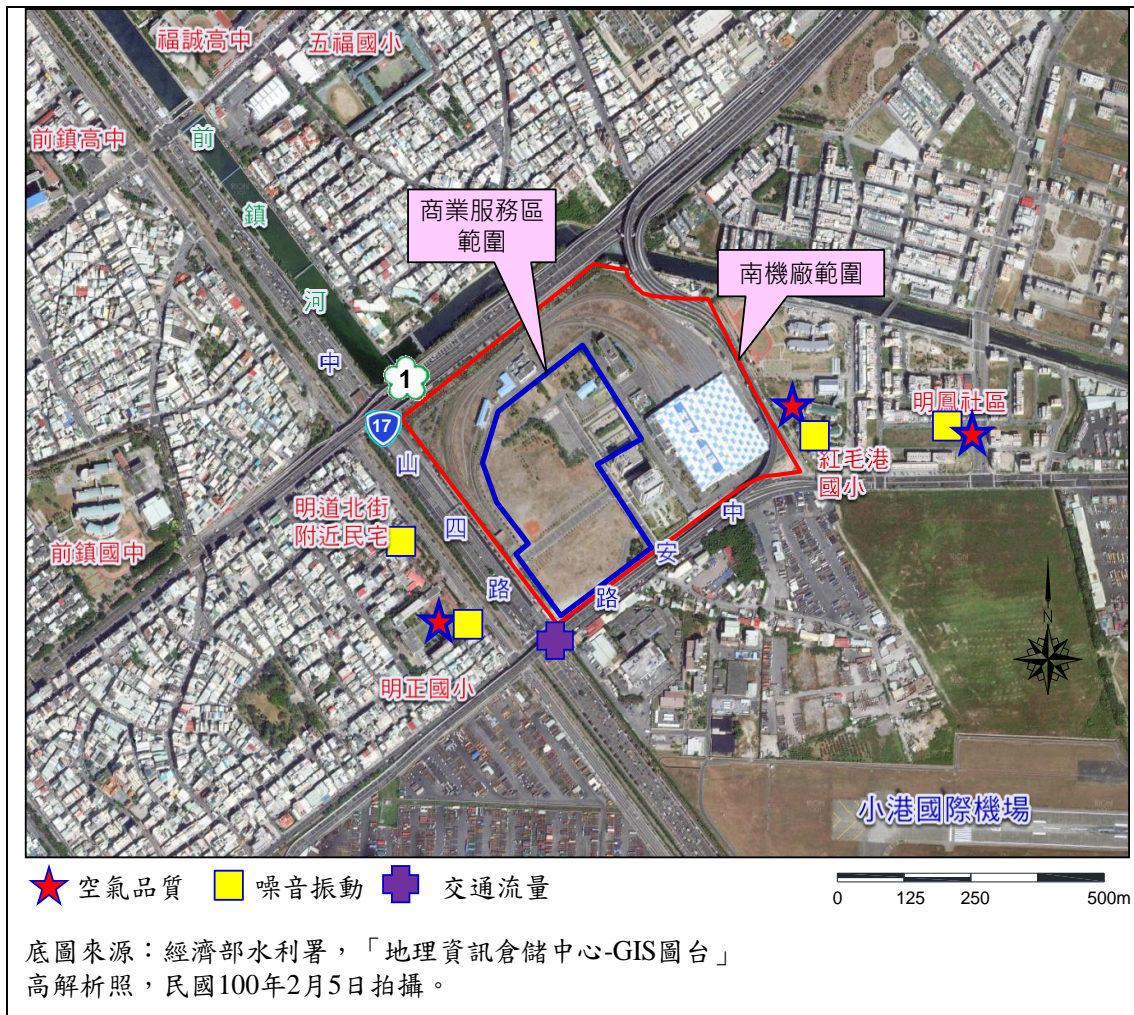 福誠高中
五福國小
前鎮高中
前
鎮
河
商業服務區
範圍
南機廠範圍
中
1
17
山
四
路
明鳳社區
紅毛港
國小
明道北街
附近民宅
前鎮國中
中
安
路
明正國小
N
小港國際機場
空氣品質
噪音振動
交通流量
0 125 250 500m
底圖來源：經濟部水利署，「地理資訊倉儲中心-GIS圖台」
高解析照，民國100年2月5日拍攝。